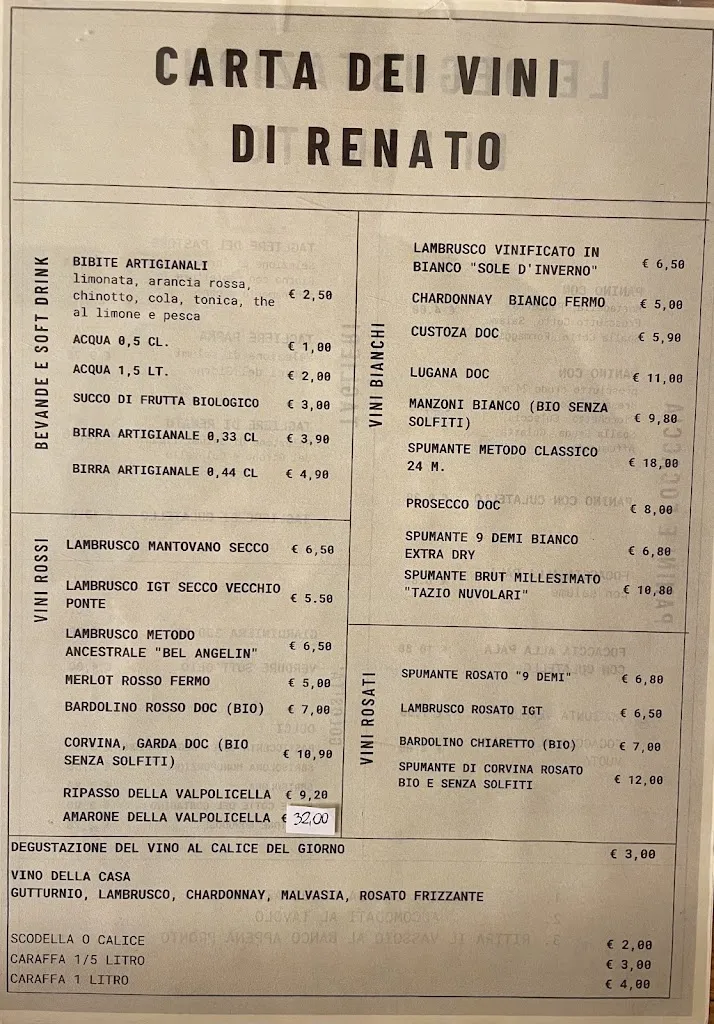 CARTA DEI VINI
DI RENATO
BEVANDE E SOFT DRINK
BIBITE ARTIGIANALI
limonata, arancia rossa,
chinotto, cola, tonica, the
al limone e pesca
€ 2,50
ACQUA 0,5 CL. € 1,00
ACQUA 1,5 LT. € 2,00
SUCCO DI FRUTTA BIOLOGICO € 3,00
BIRRA ARTIGIANALE 0,33 CL € 3,90
BIRRA ARTIGIANALE 0,44 CL € 4,90
VINI ROSSI
LAMBRUSCO MANTOVANO SECCO € 6,50
LAMBRUSCO IGT SECCO VECCHIO
PONTE € 5.50
LAMBRUSCO METODO
ANCESTRALE "BEL ANGELIN" € 6,50
MERLOT ROSSO FERMO € 5,00
BARDOLINO ROSSO DOC (BIO) € 7,00
CORVINA, GARDA DOC (BIO
SENZA SOLFITI) € 10,90
RIPASSO DELLA VALPOLICELLA € 9,20
AMARONE DELLA VALPOLICELLA € 32,00
VINI BIANCHI
LAMBRUSCO VINIFICATO IN
BIANCO "SOLE D'INVERNO" € 6,50
CHARDONNAY BIANCO FERMO € 5,00
CUSTOZA DOC € 5,90
LUGANA DOC € 11,00
MANZONI BIANCO (BIO SENZA
SOLFITI) € 9,80
SPUMANTE METODO CLASSICO
24 M. € 18,00
PROSECCO DOC € 8,00
SPUMANTE 9 DEMI BIANCO
EXTRA DRY € 6,80
SPUMANTE BRUT MILLESIMATO
"TAZIO NUVOLARI" € 10,80
VINI ROSATI
SPUMANTE ROSATO "9 DEMI" € 6,80
LAMBRUSCO ROSATO IGT € 6,50
BARDOLINO CHIARETTO (BIO) € 7,00
SPUMANTE DI CORVINA ROSATO
BIO E SENZA SOLFITI € 12,00
DEGUSTAZIONE DEL VINO AL CALICE DEL GIORNO € 3,00
VINO DELLA CASA
GUTTURNIO, LAMBRUSCO, CHARDONNAY, MALVASIA, ROSATO FRIZZANTE
SCODELLA O CALICE € 2,00
CARAFFA 1/5 LITRO € 3,00
CARAFFA 1 LITRO € 4,00